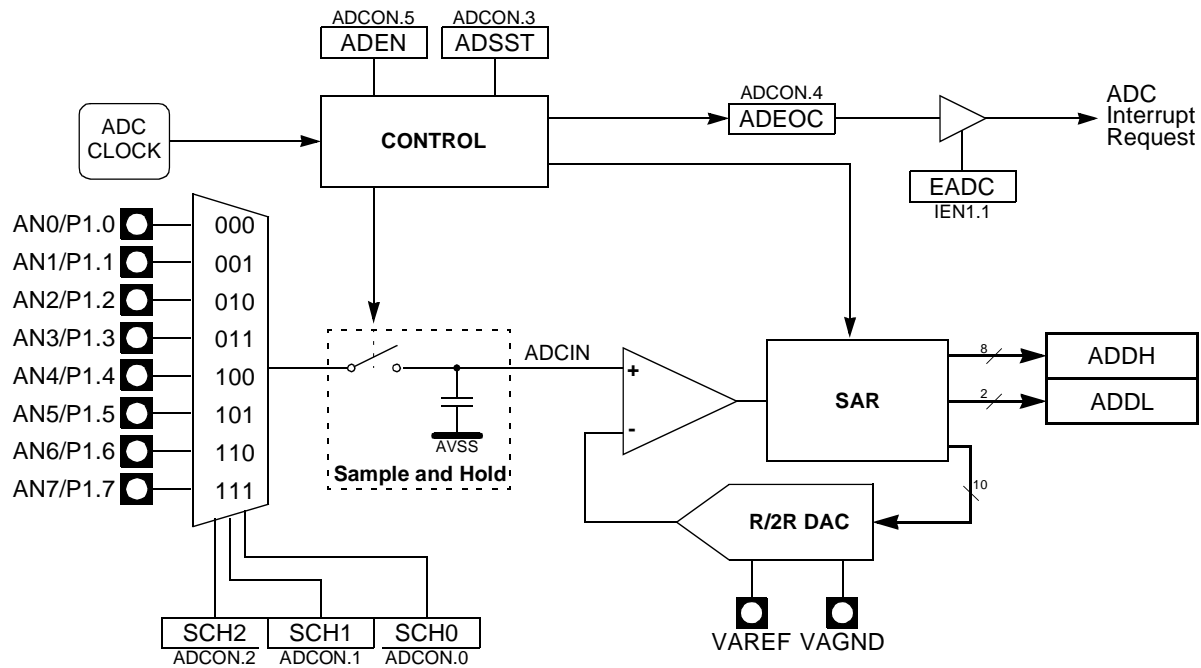 ADCON.5
ADEN
ADCON.3
ADSST
ADC
CLOCK
CONTROL
ADCON.4
ADEOC
ADC
Interrupt
Request
EADC
IEN1.1
AN0/P1.0
000
AN1/P1.1
001
AN2/P1.2
010
AN3/P1.3
011
AN4/P1.4
100
AN5/P1.5
101
AN6/P1.6
110
AN7/P1.7
111
ADCIN
AVSS
Sample and Hold
+
-
SAR
8
ADDH
2
ADDL
10
R/2R DAC
VAREF
VAGND
SCH2
SCH1
SCH0
ADCON.2
ADCON.1
ADCON.0